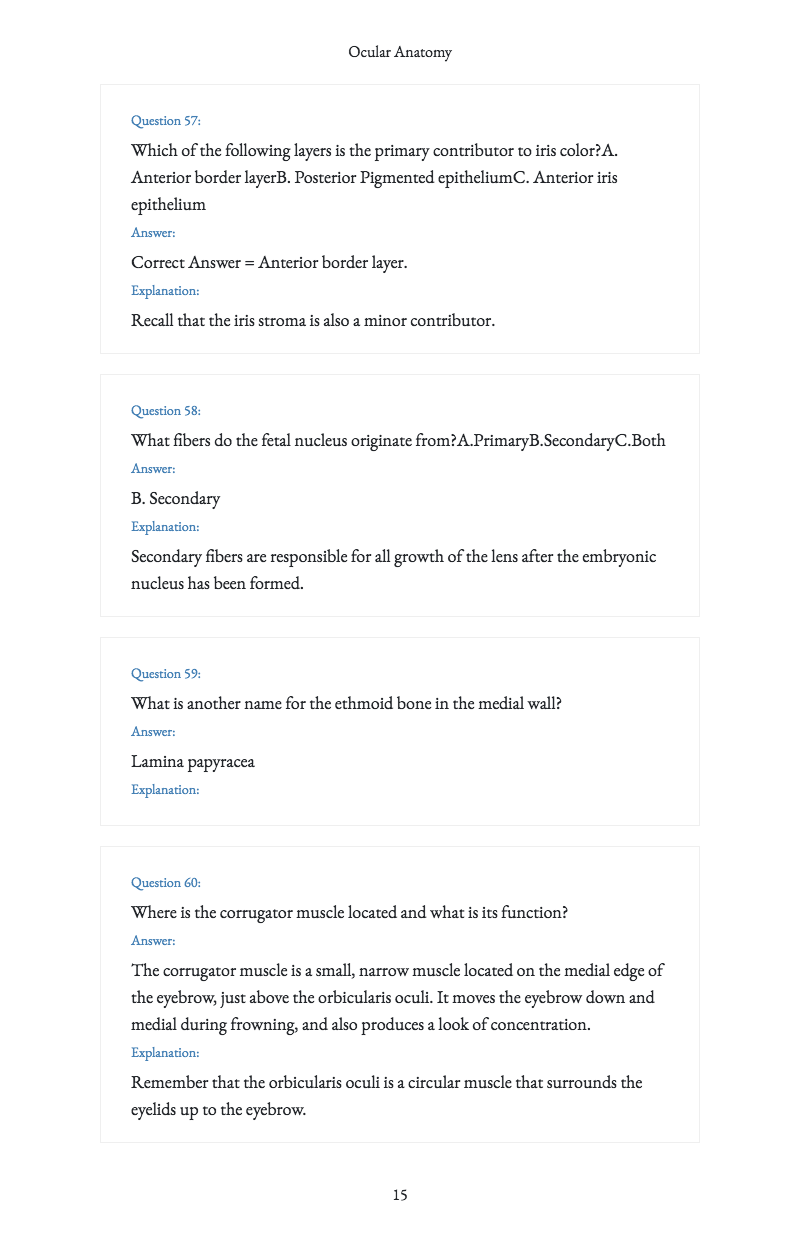 Ocular Anatomy
Question 57:
Which of the following layers is the primary contributor to iris color?A.
Anterior border layerB. Posterior Pigmented epitheliumC. Anterior iris
epithelium
Answer:
Correct Answer = Anterior border layer.
Explanation:
Recall that the iris stroma is also a minor contributor.
Question 58:
What fibers do the fetal nucleus originate from?A.PrimaryB.SecondaryC.Both
Answer:
B. Secondary
Explanation:
Secondary fibers are responsible for all growth of the lens after the embryonic
nucleus has been formed.
Question 59:
What is another name for the ethmoid bone in the medial wall?
Answer:
Lamina papyracea
Explanation:
Question 60:
Where is the corrugator muscle located and what is its function?
Answer:
The corrugator muscle is a small, narrow muscle located on the medial edge of
the eyebrow, just above the orbicularis oculi. It moves the eyebrow down and
medial during frowning, and also produces a look of concentration.
Explanation:
Remember that the orbicularis oculi is a circular muscle that surrounds the
eyelids up to the eyebrow.
15